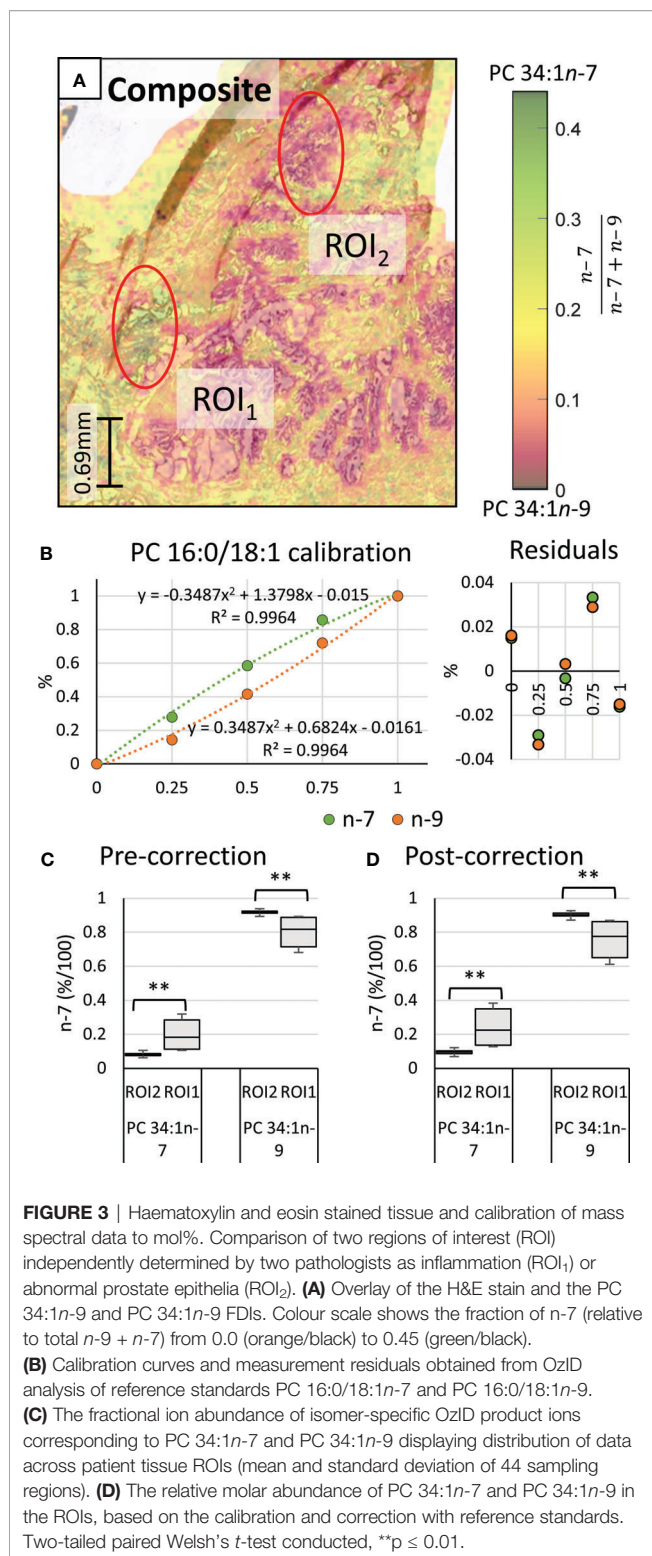 A
Composite
ROI₂
ROI₁
0.69mm
PC 34:1n-7
0.4
0.3
0.2
0.1
0
n−7
n−7 + n−9
PC 34:1n-9
B
PC 16:0/18:1 calibration
y = -0.3487x² + 1.3798x - 0.015
R² = 0.9964
y = 0.3487x² + 0.6824x - 0.0161
R² = 0.9964
%
1
0.8
0.6
0.4
0.2
0
0
0.25
0.5
0.75
1
Residuals
%
0.04
0.02
0
-0.02
-0.04
0
0.25
0.5
0.75
1
n-7
n-9
C
Pre-correction
n-7 (%/100)
1
0.8
0.6
0.4
0.2
0
**
**
ROI2 ROI1
ROI2 ROI1
PC 34:1n-
7
PC 34:1n-
9
D
Post-correction
n-7 (%/100)
1
0.8
0.6
0.4
0.2
0
**
**
ROI2 ROI1
ROI2 ROI1
PC 34:1n-
7
PC 34:1n-
9
FIGURE 3 | Haematoxylin and eosin stained tissue and calibration of mass
spectral data to mol%. Comparison of two regions of interest (ROI)
independently determined by two pathologists as inflammation (ROI₁) or
abnormal prostate epithelia (ROI₂). (A) Overlay of the H&E stain and the PC
34:1n-9 and PC 34:1n-9 FDIs. Colour scale shows the fraction of n-7 (relative
to total n-9 + n-7) from 0.0 (orange/black) to 0.45 (green/black).
(B) Calibration curves and measurement residuals obtained from OzID
analysis of reference standards PC 16:0/18:1n-7 and PC 16:0/18:1n-9.
(C) The fractional ion abundance of isomer-specific OzID product ions
corresponding to PC 34:1n-7 and PC 34:1n-9 displaying distribution of data
across patient tissue ROIs (mean and standard deviation of 44 sampling
regions). (D) The relative molar abundance of PC 34:1n-7 and PC 34:1n-9 in
the ROIs, based on the calibration and correction with reference standards.
Two-tailed paired Welsh's t-test conducted, **p ≤ 0.01.